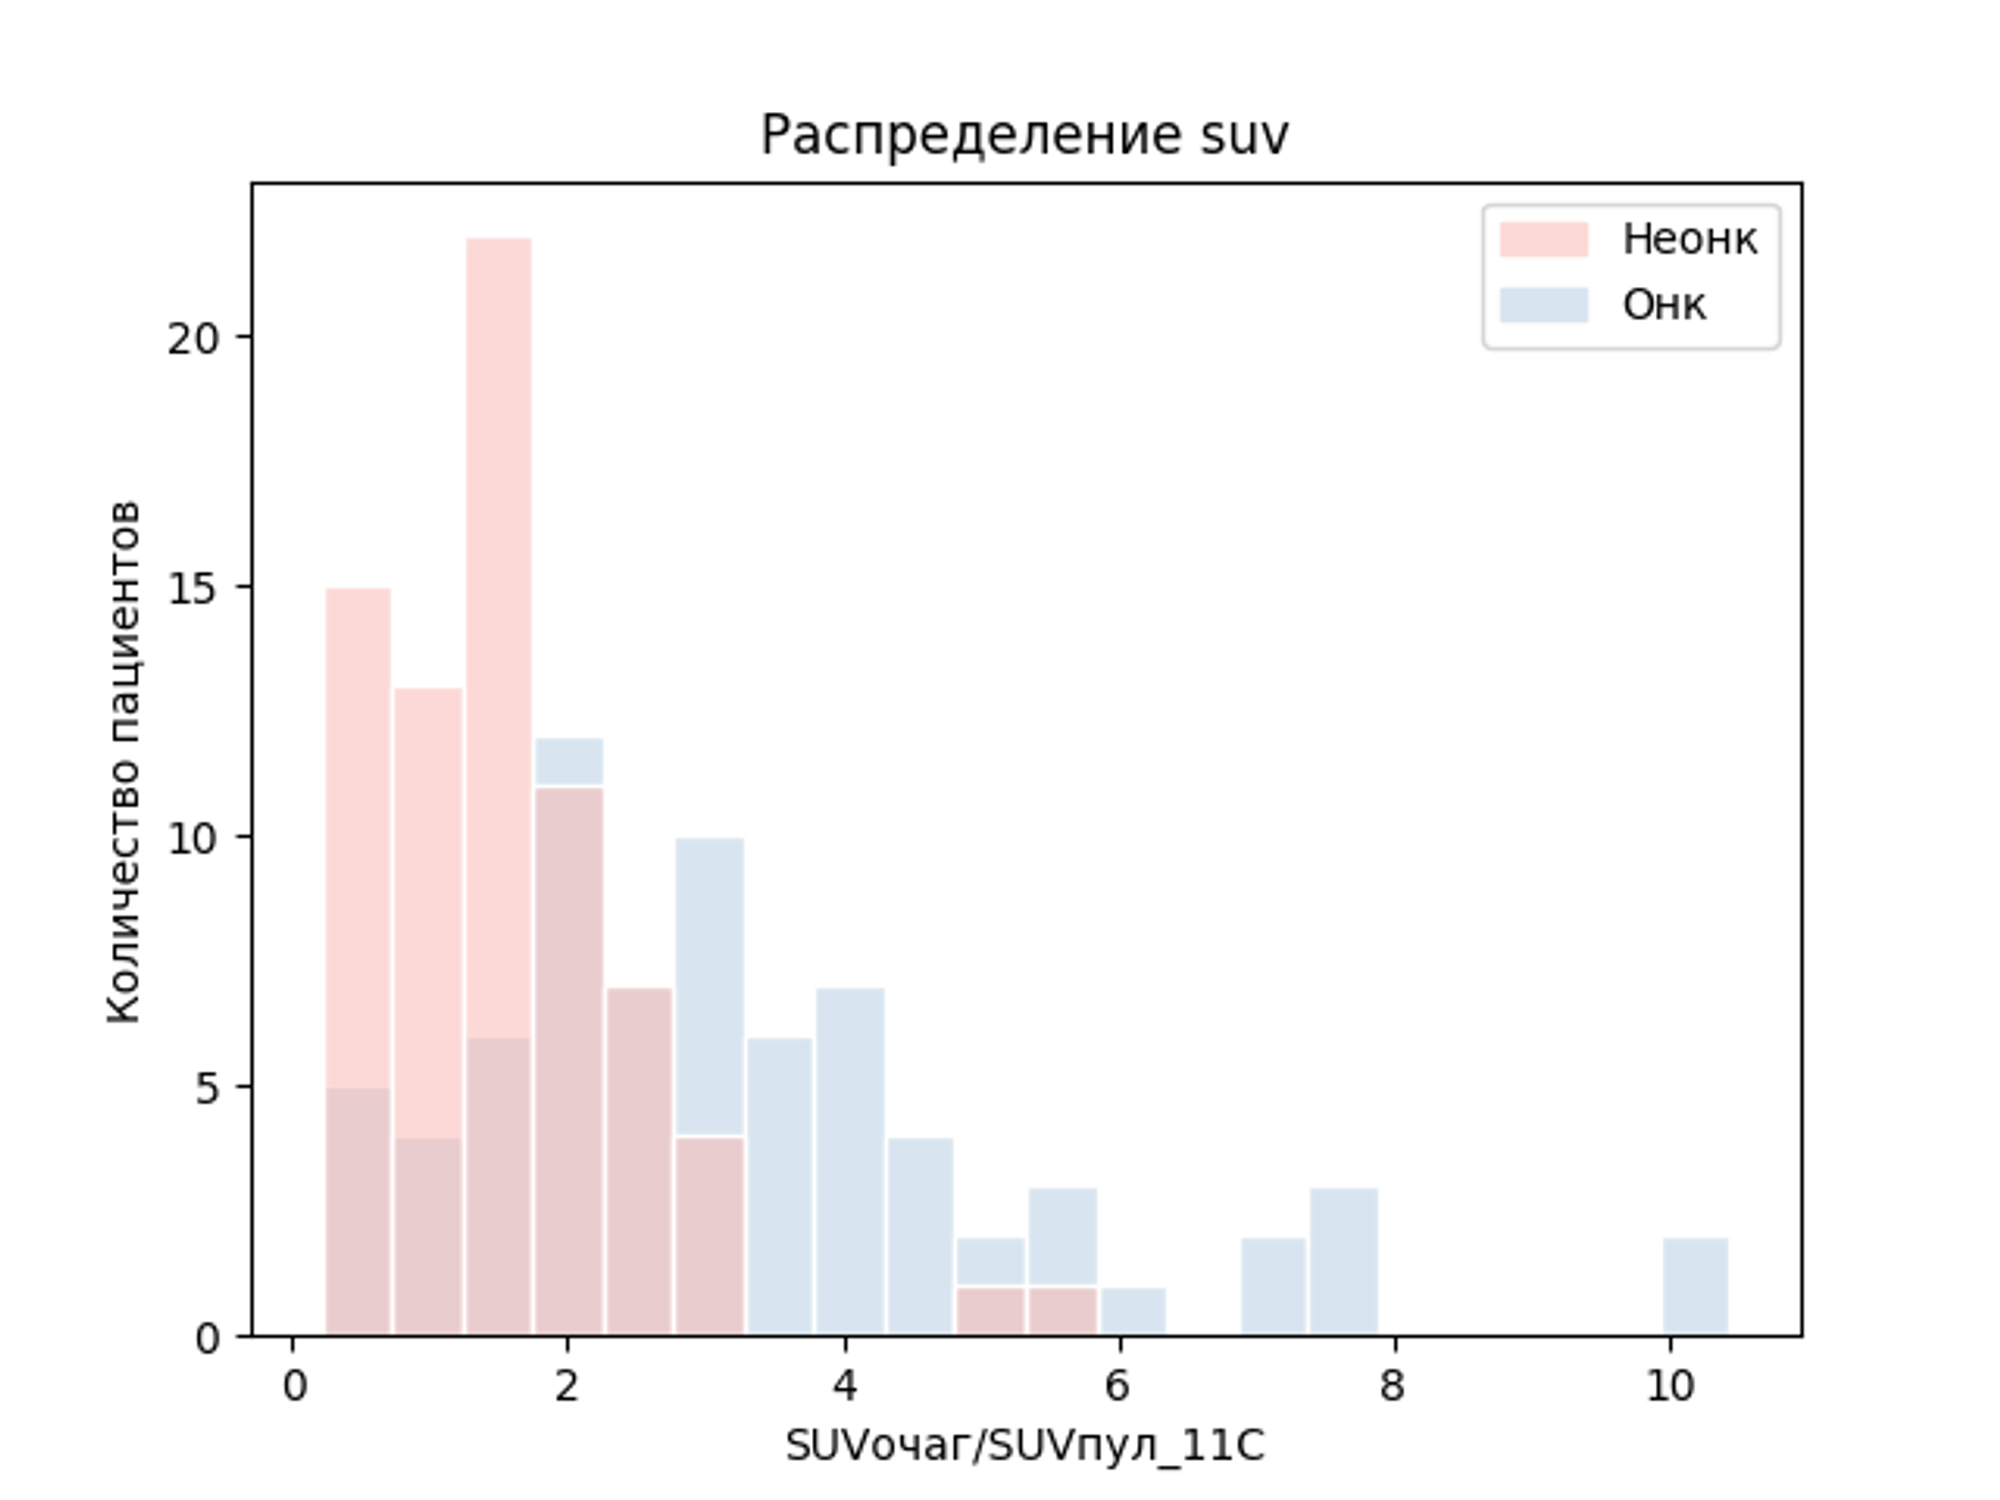 Распределение suv
Неонк
Онк
Количество пациентов
20
15
10
5
0
0 2 4 6 8 10
SUVочаг/SUVпул_11C